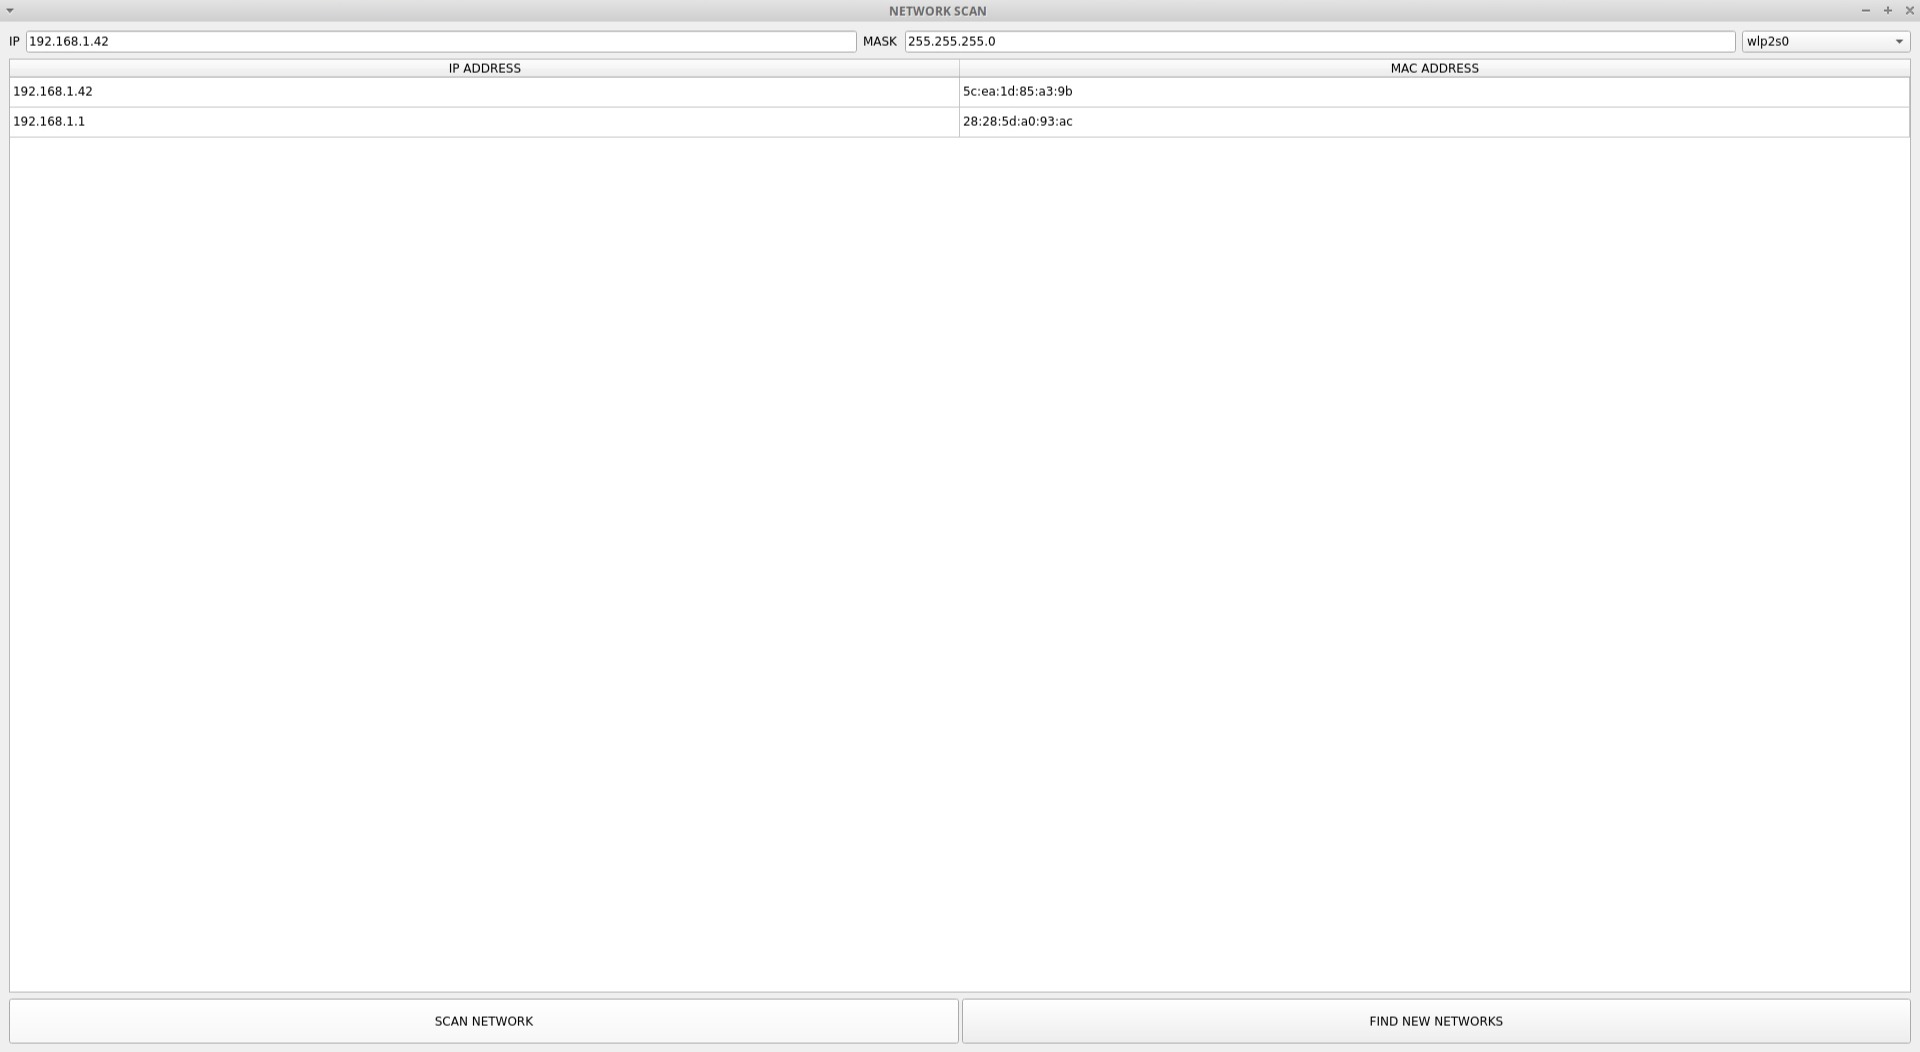 NETWORK SCAN
IP 192.168.1.42 MASK 255.255.255.0 wlp2s0
IP ADDRESS MAC ADDRESS
192.168.1.42 5c:ea:1d:85:a3:9b
192.168.1.1 28:28:5d:a0:93:ac
SCAN NETWORK FIND NEW NETWORKS